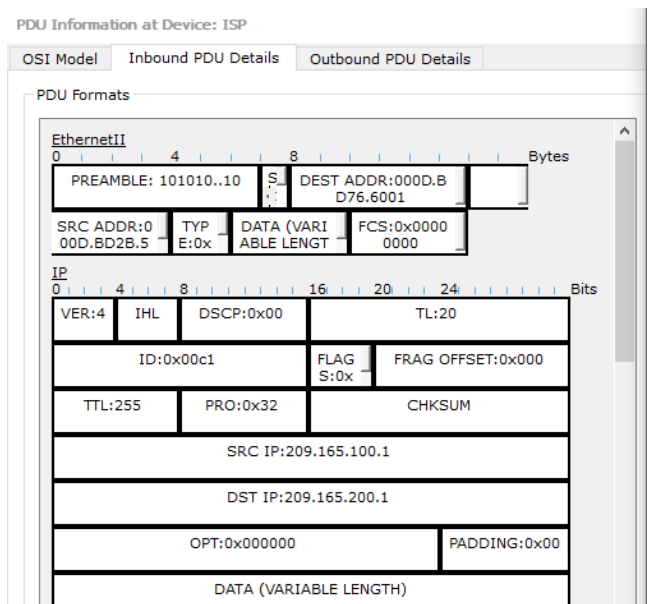 PDU Information at Device: ISP
OSI Model Inbound PDU Details Outbound PDU Details
PDU Formats
EthernetII
0 4 8 Bytes
PREAMBLE: 101010..10 S DEST ADDR:000D.B
D76.6001
SRC ADDR:0 TYP DATA (VARI FCS:0x0000
00D.BD2B.5 E:0x ABLE LENGT 0000
IP
0 4 8 16 20 24 Bits
VER:4 IHL DSCP:0x00 TL:20
ID:0x00c1 FLAG FRAG OFFSET:0x000
S:0x
TTL:255 PRO:0x32 CHKSUM
SRC IP:209.165.100.1
DST IP:209.165.200.1
OPT:0x000000 PADDING:0x00
DATA (VARIABLE LENGTH)